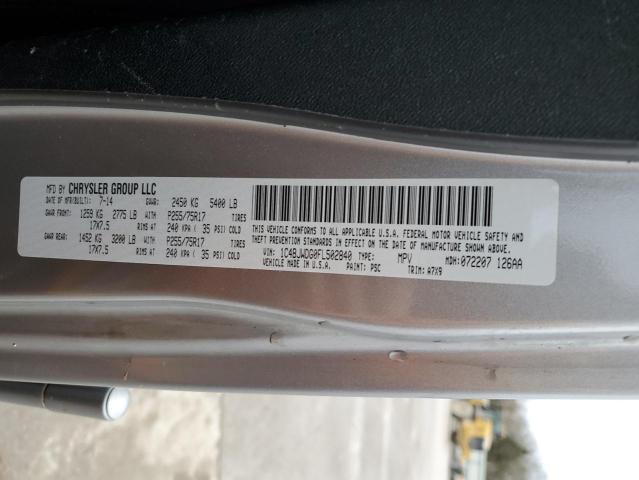 MFD BY CHRYSLER GROUP LLC
DATE OF MFR(BUILT): 7-14 GVWR: 2450 KG 5400 LB
GAWR FRONT: 1259 KG 2775 LB WITH P255/75R17 TIRES
17X7.5 RIMS AT 240 KPA ( 35 PSI) COLD
GAWR REAR: 1452 KG 3200 LB WITH P255/75R17 TIRES
17X7.5 RIMS AT 240 KPA ( 35 PSI) COLD
THIS VEHICLE CONFORMS TO ALL APPLICABLE U.S.A. FEDERAL MOTOR VEHICLE SAFETY AND
THEFT PREVENTION STANDARDS IN EFFECT ON THE DATE OF MANUFACTURE SHOWN ABOVE.
VIN: 1C4BJWDG0FL502840 TYPE: MPV MDH: 072207 126AA
VEHICLE MADE IN U.S.A. PAINT: PSC TRIM: A7X9